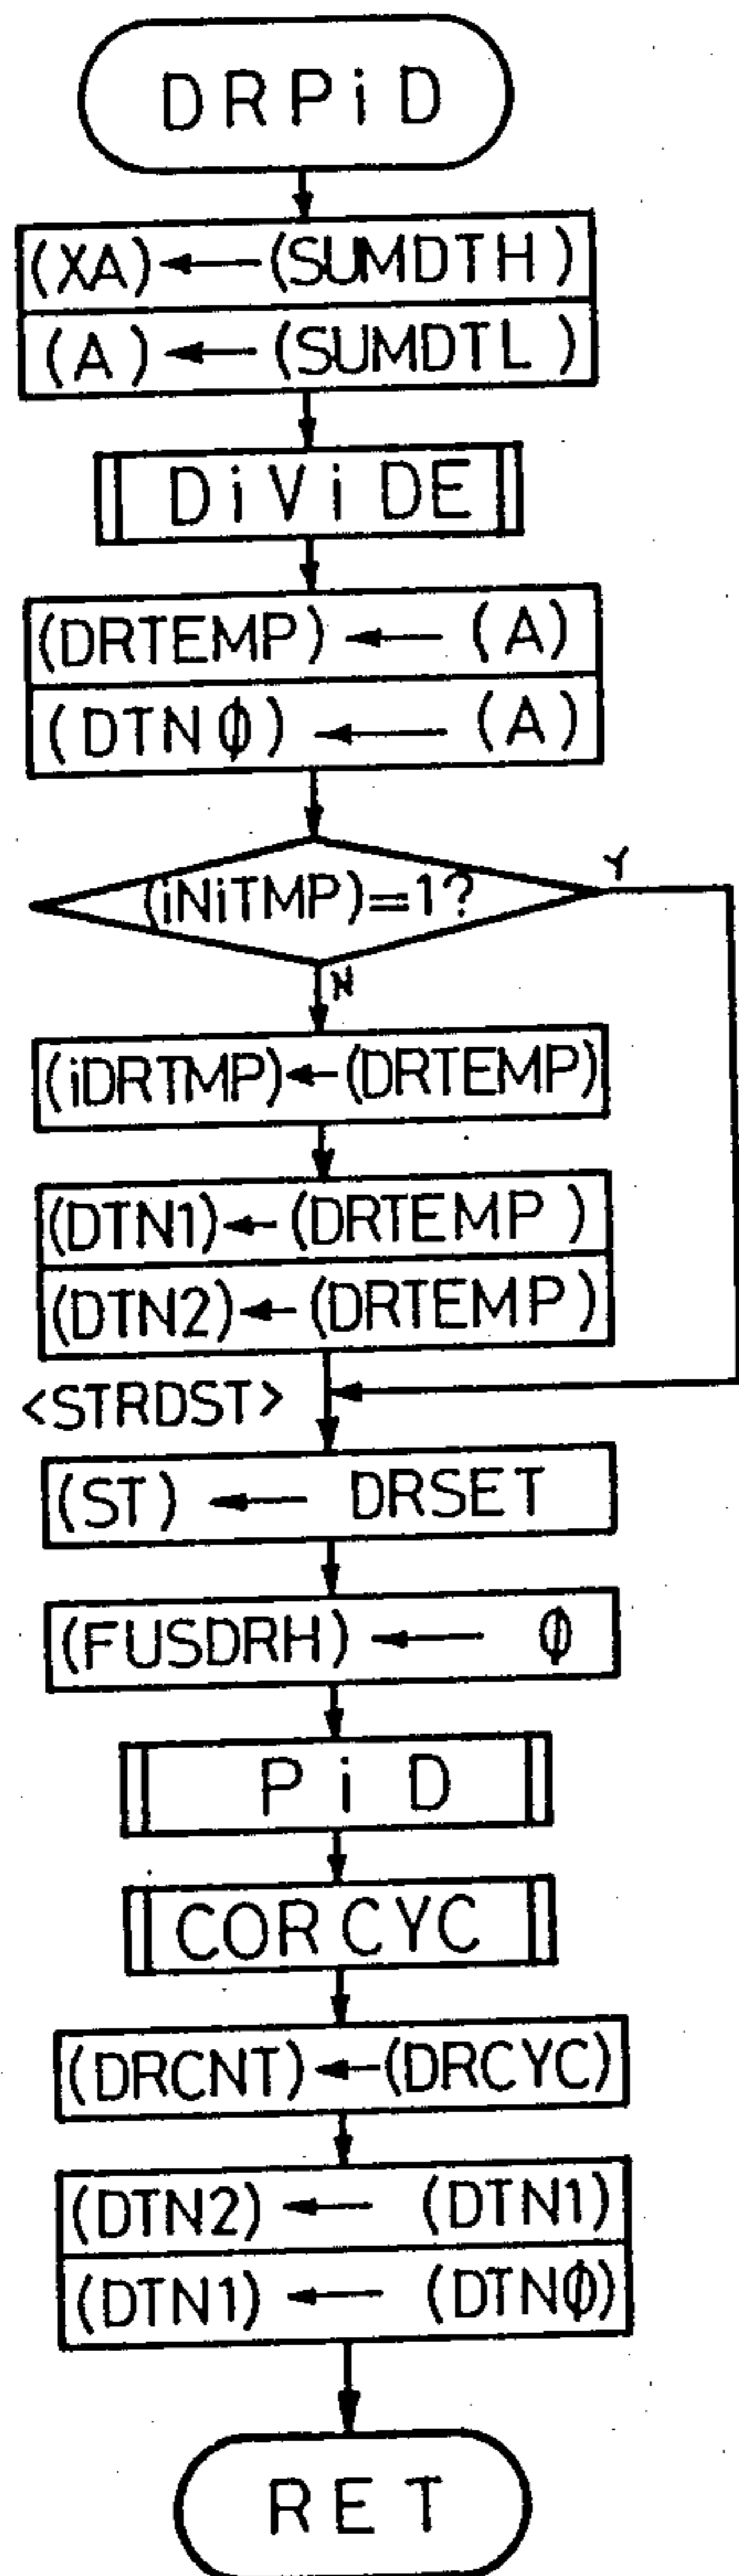 DRPiD
(XA)←(SUMDTH)
(A)←(SUMDTL)
DiViDE
(DRTEMP)←(A)
(DTNϕ)←(A)
(iNiTMP)=1?
Y
N
(iDRTMP)←(DRTEMP)
(DTN1)←(DRTEMP)
(DTN2)←(DRTEMP)
<STRDST>
(ST)←DRSET
(FUSDRH)←ϕ
PiD
CORCYC
(DRCNT)←(DRCYC)
(DTN2)←(DTN1)
(DTN1)←(DTNϕ)
RET